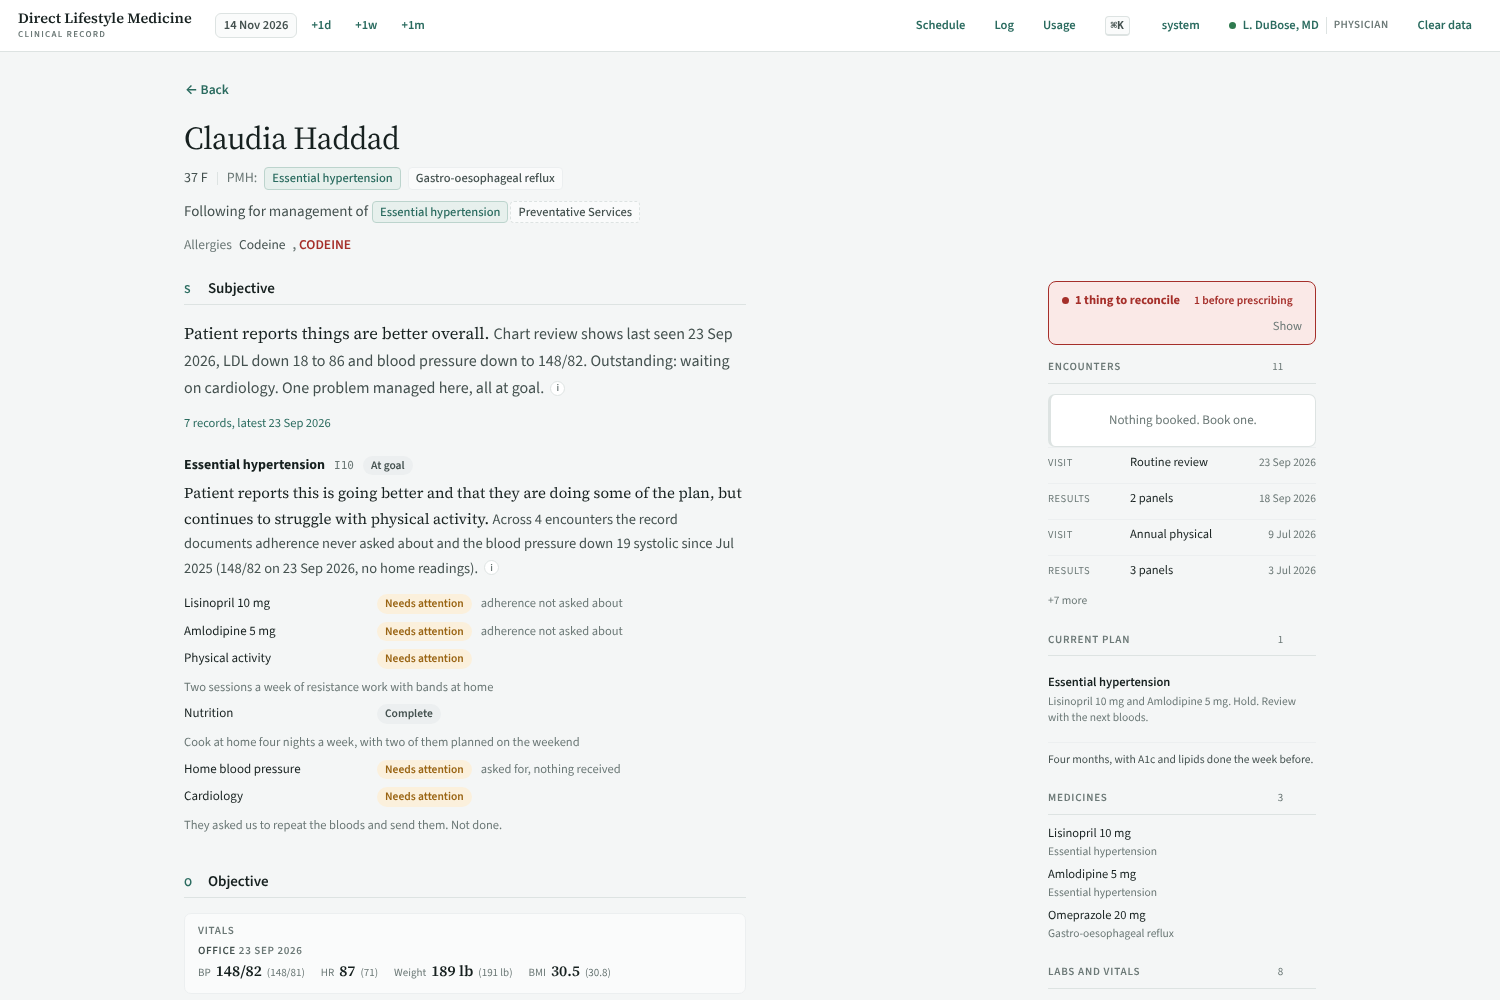 Direct Lifestyle Medicine
CLINICAL RECORD
14 Nov 2026 +1d +1w +1m
Schedule Log Usage ⌘K system L. DuBose, MD PHYSICIAN Clear data
← Back
Claudia Haddad
37 F PMH: Essential hypertension Gastro-oesophageal reflux
Following for management of Essential hypertension Preventative Services
Allergies Codeine , CODEINE
S Subjective
Patient reports things are better overall. Chart review shows last seen 23 Sep
2026, LDL down 18 to 86 and blood pressure down to 148/82. Outstanding: waiting
on cardiology. One problem managed here, all at goal. i
7 records, latest 23 Sep 2026
Essential hypertension I10 At goal
Patient reports this is going better and that they are doing some of the plan, but
continues to struggle with physical activity. Across 4 encounters the record
documents adherence never asked about and the blood pressure down 19 systolic since Jul
2025 (148/82 on 23 Sep 2026, no home readings). i
Lisinopril 10 mg Needs attention adherence not asked about
Amlodipine 5 mg Needs attention adherence not asked about
Physical activity Needs attention
Two sessions a week of resistance work with bands at home
Nutrition Complete
Cook at home four nights a week, with two of them planned on the weekend
Home blood pressure Needs attention asked for, nothing received
Cardiology Needs attention
They asked us to repeat the bloods and send them. Not done.
O Objective
VITALS
OFFICE 23 SEP 2026
BP 148/82 (148/81) HR 87 (71) Weight 189 lb (191 lb) BMI 30.5 (30.8)
1 thing to reconcile 1 before prescribing
Show
ENCOUNTERS 11
Nothing booked. Book one.
VISIT Routine review 23 Sep 2026
RESULTS 2 panels 18 Sep 2026
VISIT Annual physical 9 Jul 2026
RESULTS 3 panels 3 Jul 2026
+7 more
CURRENT PLAN 1
Essential hypertension
Lisinopril 10 mg and Amlodipine 5 mg. Hold. Review
with the next bloods.
Four months, with A1c and lipids done the week before.
MEDICINES 3
Lisinopril 10 mg
Essential hypertension
Amlodipine 5 mg
Essential hypertension
Omeprazole 20 mg
Gastro-oesophageal reflux
LABS AND VITALS 8